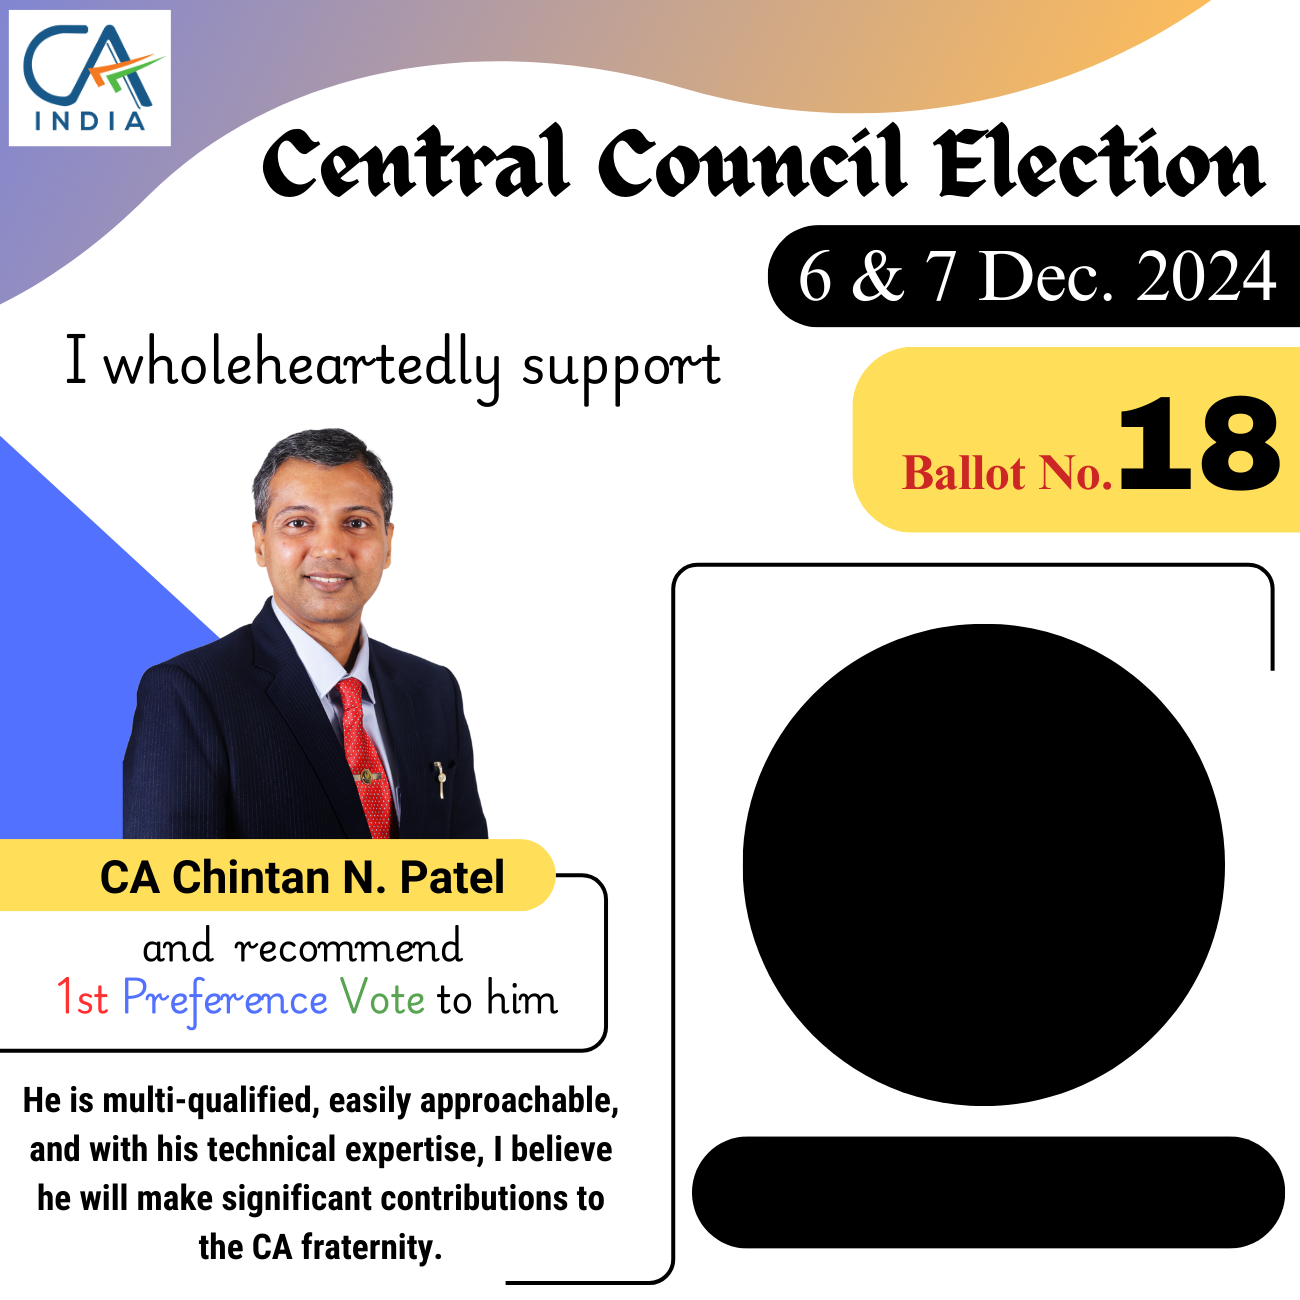 CA
INDIA
Central Council Election
6 & 7 Dec. 2024
I wholeheartedly support
Ballot No.18
CA Chintan N. Patel
and recommend
1st Preference Vote to him
He is multi-qualified, easily approachable,
and with his technical expertise, I believe
he will make significant contributions to
the CA fraternity.